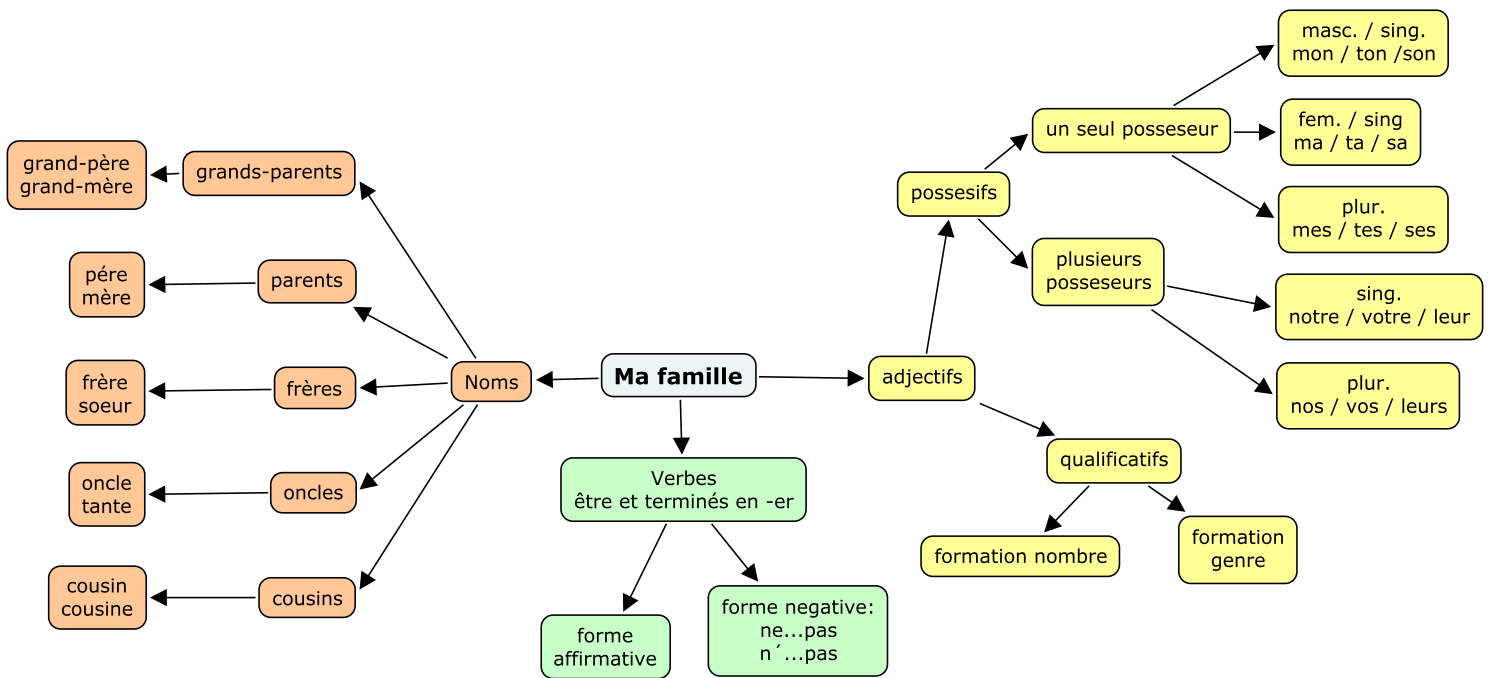 masc. / sing.
mon / ton /son
un seul posseseur
fem. / sing
ma / ta / sa
grand-père
grand-mère
grands-parents
possesifs
plur.
mes / tes / ses
pére
mère
parents
plusieurs
posseseurs
sing.
notre / votre / leur
frère
soeur
frères
Noms
Ma famille
adjectifs
plur.
nos / vos / leurs
oncle
tante
oncles
Verbes
être et terminés en -er
qualificatifs
formation nombre
formation
genre
cousin
cousine
cousins
forme
affirmative
forme negative:
ne...pas
n´...pas